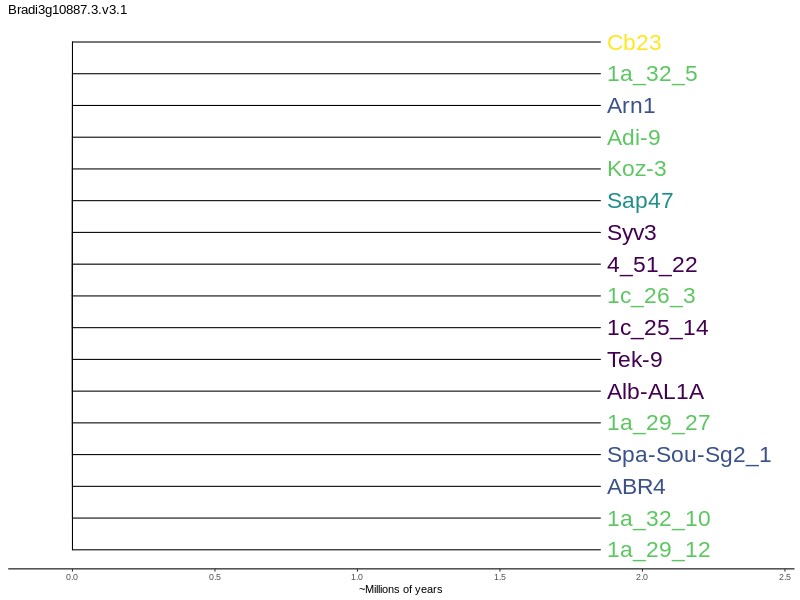 Bradi3g10887.3.v3.1
Cb23
1a_32_5
Arn1
Adi-9
Koz-3
Sap47
Syv3
4_51_22
1c_26_3
1c_25_14
Tek-9
Alb-AL1A
1a_29_27
Spa-Sou-Sg2_1
ABR4
1a_32_10
1a_29_12
0.0 0.5 1.0 1.5 2.0 2.5
~Millions of years